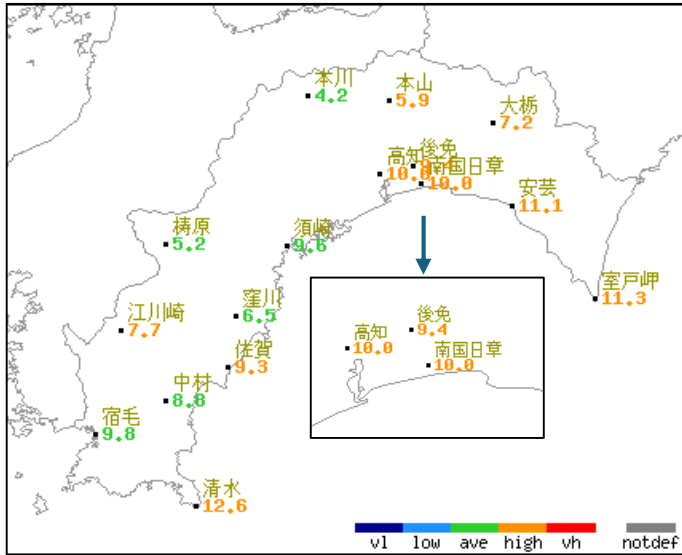 本川
4.2
本山
5.9
大栃
7.2
高知
10.0
後免
9.4
南国日章
10.0
安芸
11.1
梼原
5.2
須崎
9.6
室戸岬
11.3
江川崎
7.7
窪川
6.5
佐賀
9.3
中村
8.8
宿毛
9.8
清水
12.6
後免
9.4
高知
10.0
南国日章
10.0
vl low ave high vh notdef